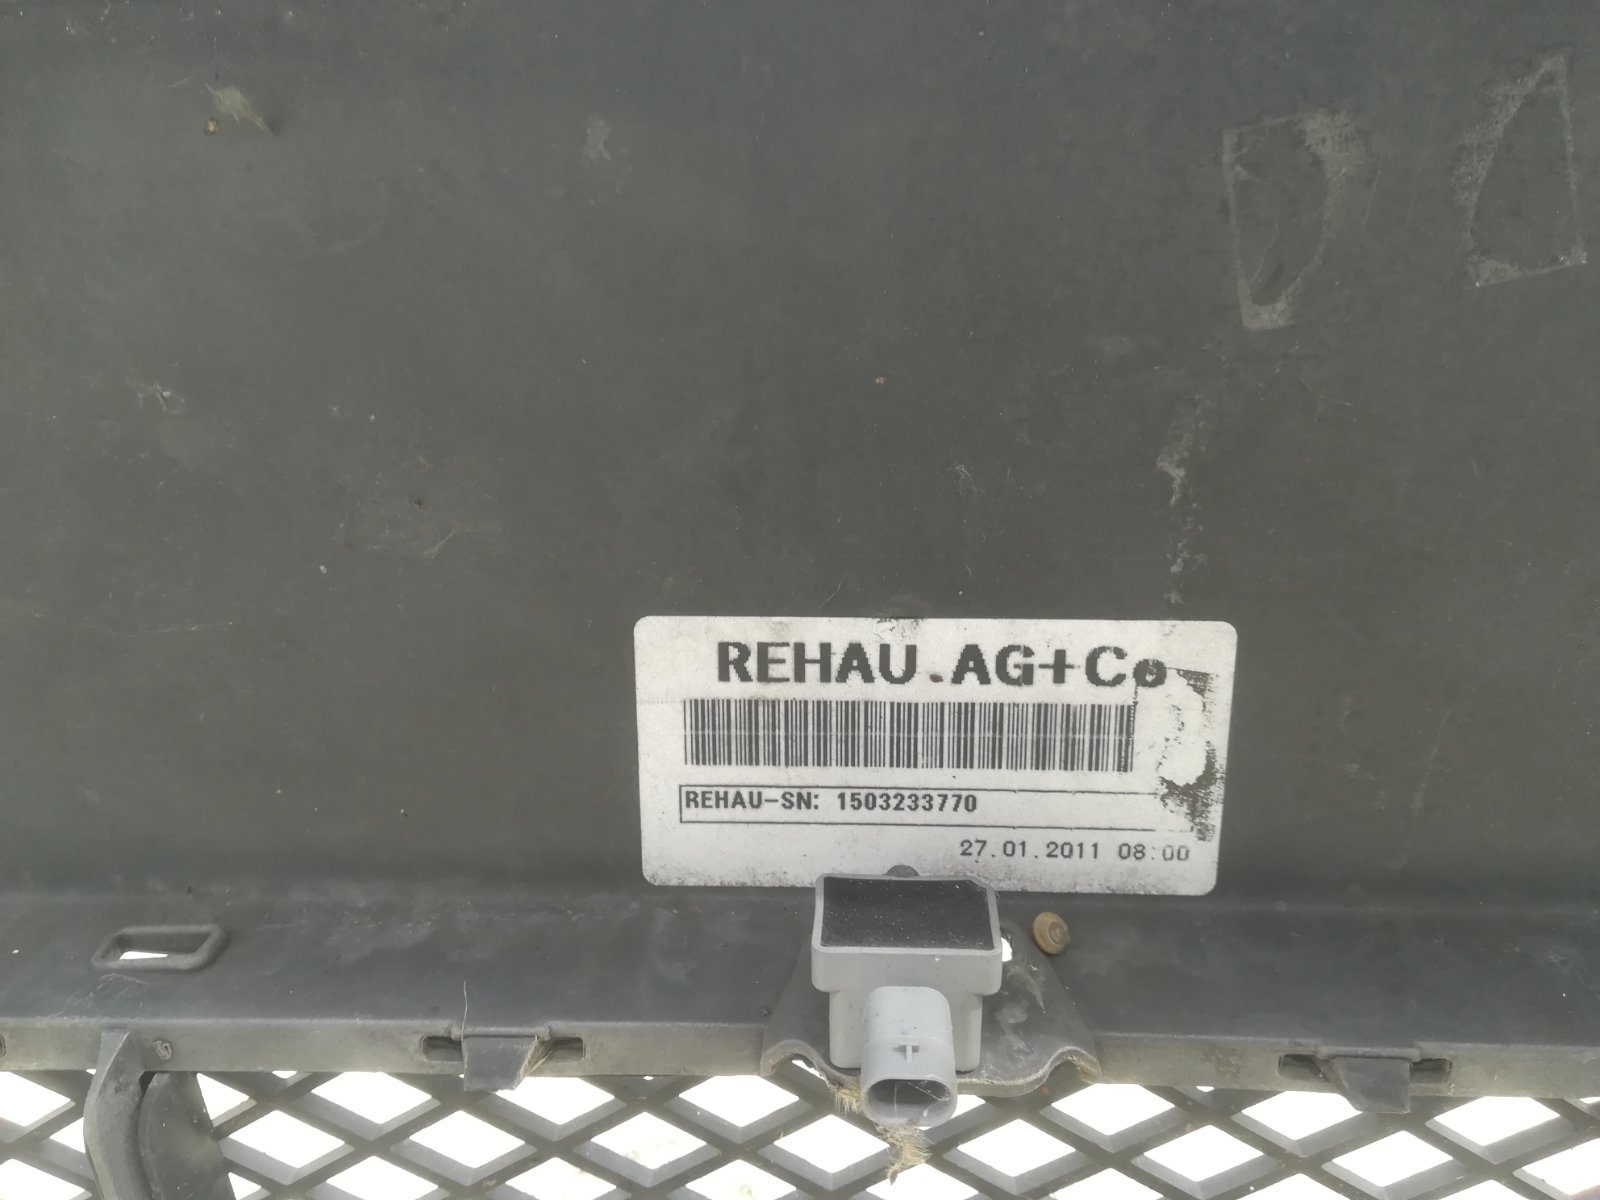 REHAU.AG+Co
REHAU-SN: 1503233770
27.01.2011 08:00